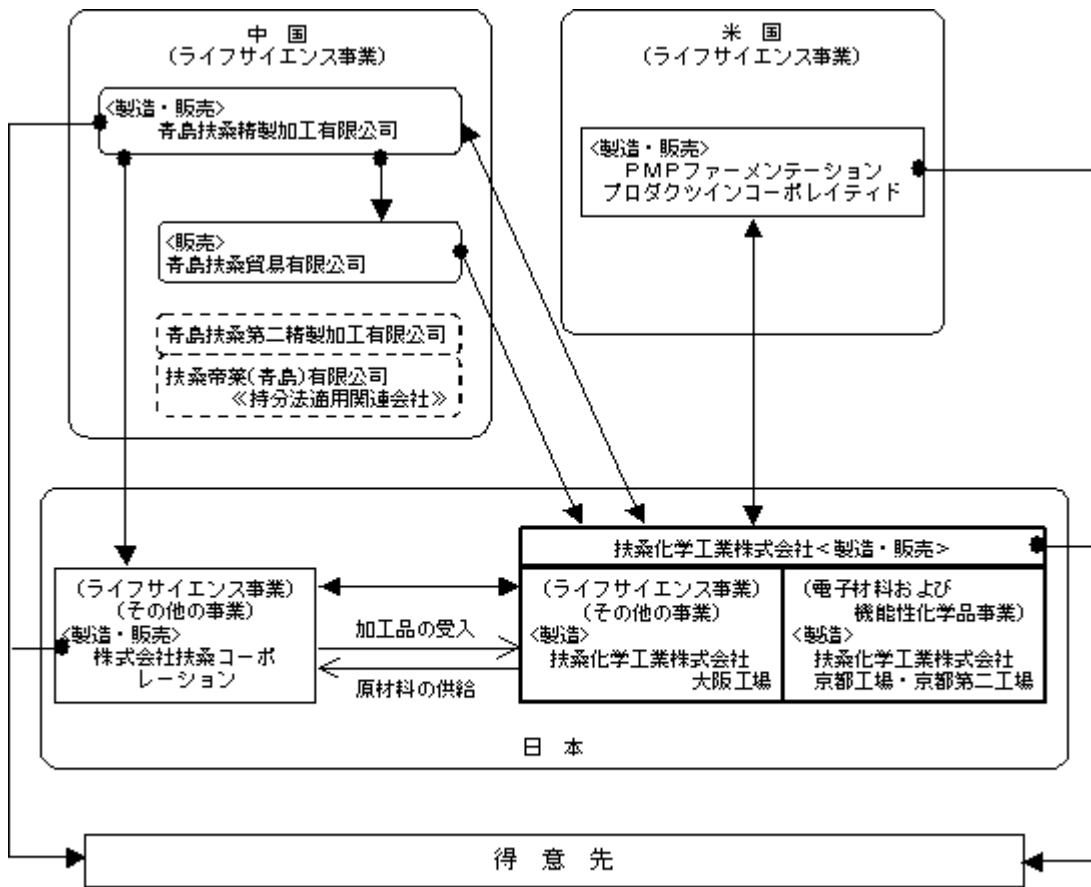 中 国
(ライフサイエンス事業)
<製造・販売>
青島扶桑精製加工有限公司
<販売>
青島扶桑貿易有限公司
青島扶桑第二精製加工有限公司
扶桑帝薬(青島)有限公司
≪持分法適用関連会社≫
米 国
(ライフサイエンス事業)
<製造・販売>
PMPファーメンテーション
プロダクツインコーポレイティド
扶桑化学工業株式会社<製造・販売>
(ライフサイエンス事業)
(その他の事業)
<製造・販売>
株式会社扶桑コーポ
レーション
加工品の受入
原材料の供給
(ライフサイエンス事業)
(その他の事業)
<製造>
扶桑化学工業株式会社
大阪工場
(電子材料および
機能性化学品事業)
<製造>
扶桑化学工業株式会社
京都工場・京都第二工場
日 本
得 意 先